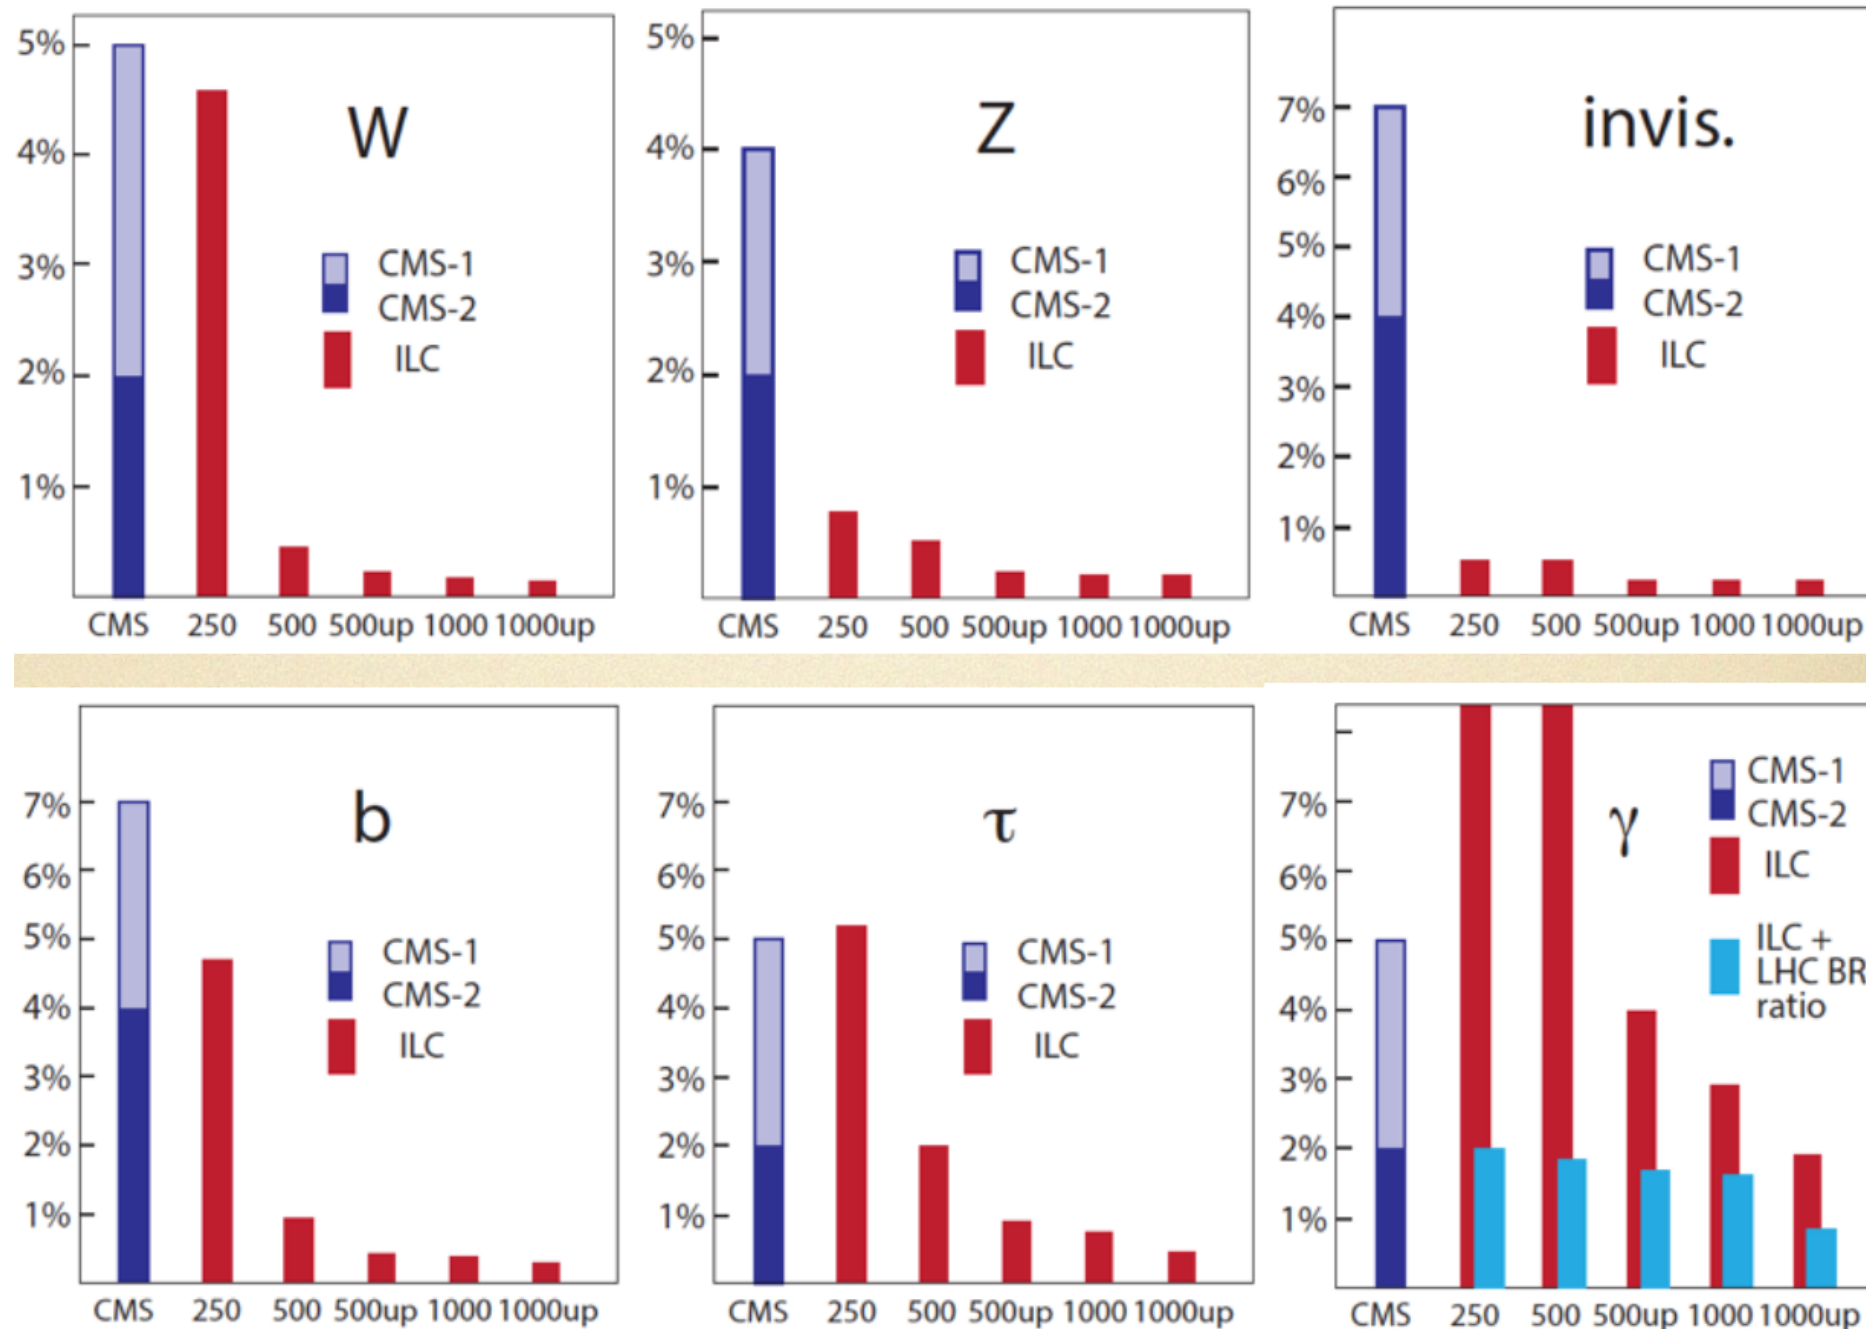 5%
4%
3%
2%
1%
W
CMS-1
CMS-2
ILC
CMS 250 500 500up 1000 1000up
5%
4%
3%
2%
1%
Z
CMS-1
CMS-2
ILC
CMS 250 500 500up 1000 1000up
7%
6%
5%
4%
3%
2%
1%
invis.
CMS-1
CMS-2
ILC
CMS 250 500 500up 1000 1000up
7%
6%
5%
4%
3%
2%
1%
b
CMS-1
CMS-2
ILC
CMS 250 500 500up 1000 1000up
7%
6%
5%
4%
3%
2%
1%
τ
CMS-1
CMS-2
ILC
CMS 250 500 500up 1000 1000up
7%
6%
5%
4%
3%
2%
1%
γ
CMS-1
CMS-2
ILC
ILC +
LHC BR
ratio
CMS 250 500 500up 1000 1000up